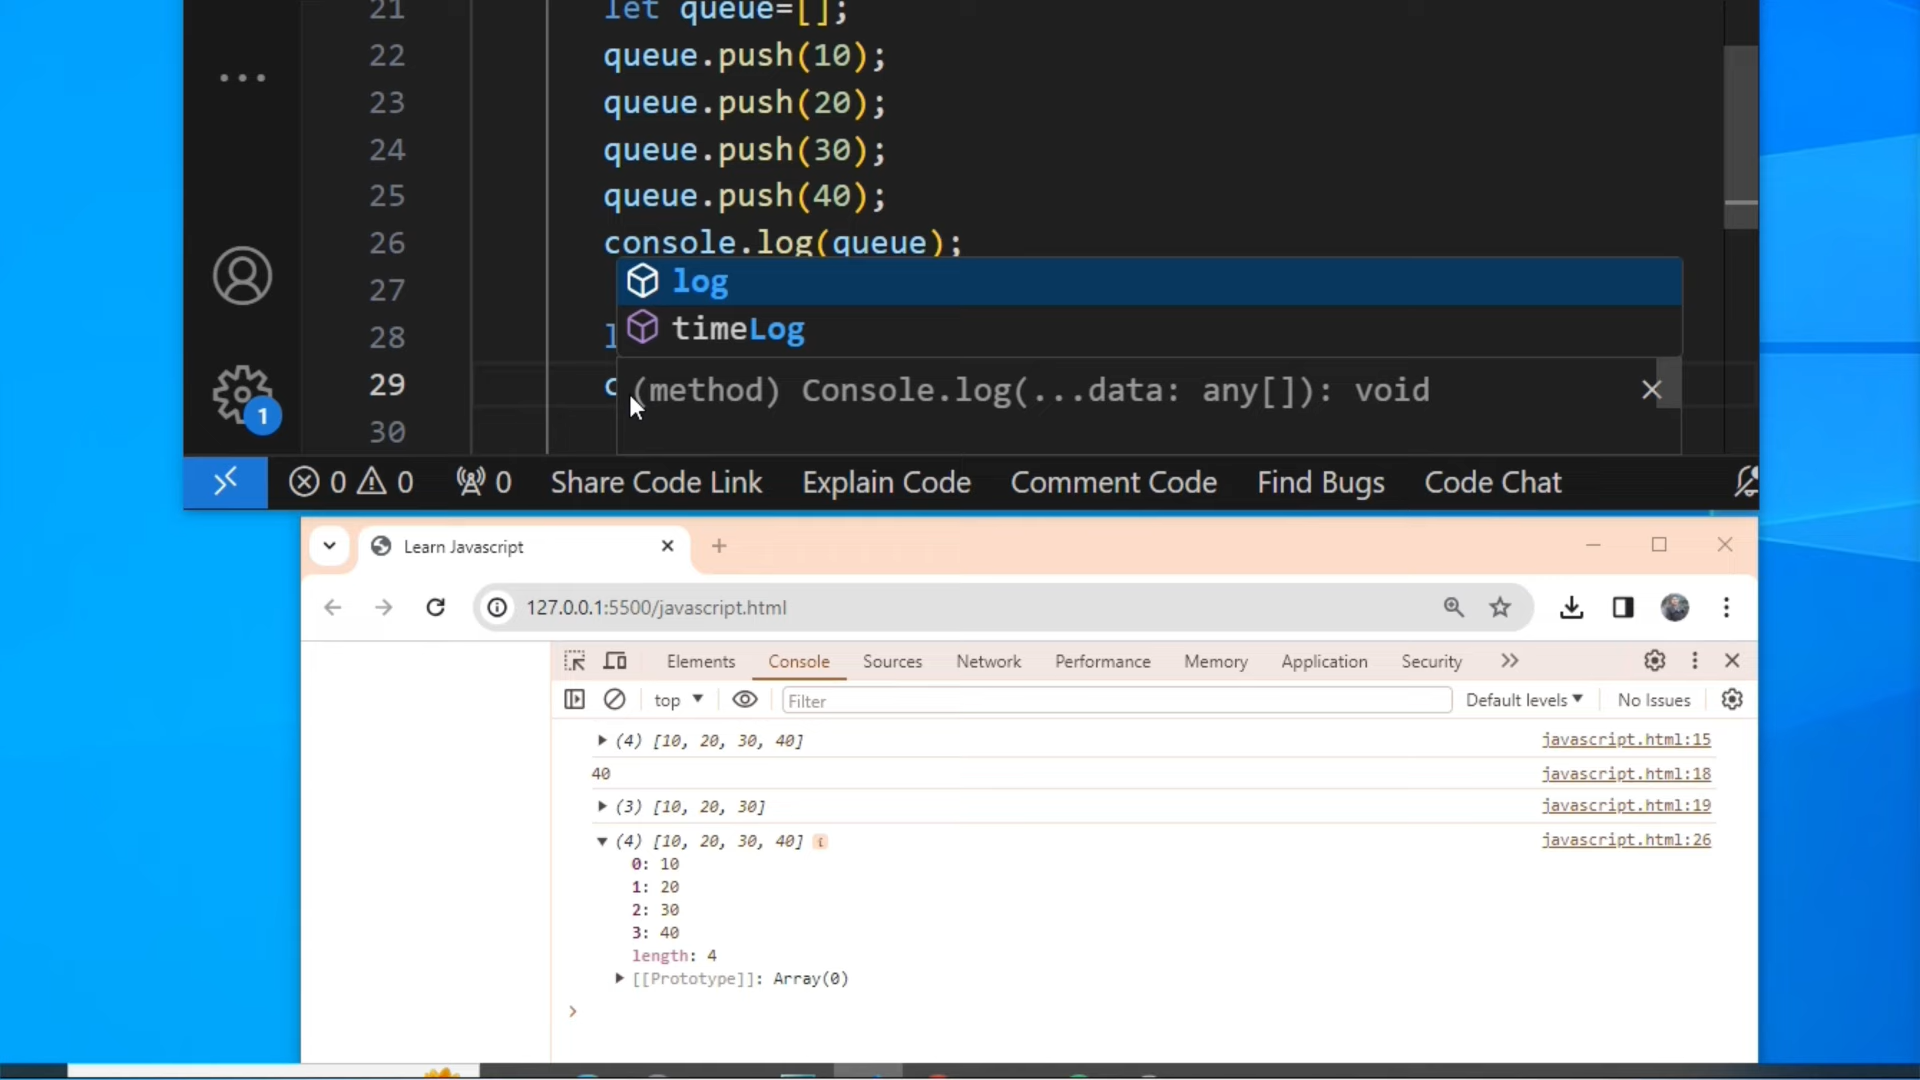 21 let queue=[];
22 queue.push(10);
23 queue.push(20);
24 queue.push(30);
25 queue.push(40);
26 console.log(queue);
27
28 l
29 c
30
log
timeLog
(method) Console.log(...data: any[]): void
1
0 0 0 Share Code Link Explain Code Comment Code Find Bugs Code Chat
Learn Javascript
127.0.0.1:5500/javascript.html
Elements Console Sources Network Performance Memory Application Security
top Filter Default levels No Issues
(4) [10, 20, 30, 40] javascript.html:15
40 javascript.html:18
(3) [10, 20, 30] javascript.html:19
(4) [10, 20, 30, 40] i javascript.html:26
0: 10
1: 20
2: 30
3: 40
length: 4
[[Prototype]]: Array(0)